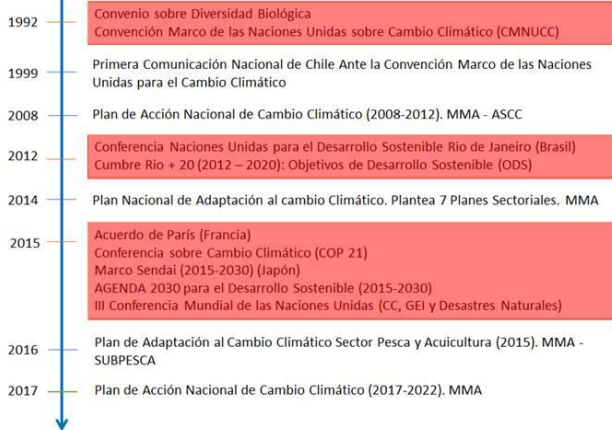 1992
Convenio sobre Diversidad Biológica
Convención Marco de las Naciones Unidas sobre Cambio Climático (CMNUCC)
1999
Primera Comunicación Nacional de Chile Ante la Convención Marco de las Naciones
Unidas para el Cambio Climático
2008
Plan de Acción Nacional de Cambio Climático (2008-2012). MMA - ASCC
2012
Conferencia Naciones Unidas para el Desarrollo Sostenible Rio de Janeiro (Brasil)
Cumbre Rio + 20 (2012 – 2020): Objetivos de Desarrollo Sostenible (ODS)
2014
Plan Nacional de Adaptación al cambio Climático. Plantea 7 Planes Sectoriales. MMA
2015
Acuerdo de París (Francia)
Conferencia sobre Cambio Climático (COP 21)
Marco Sendai (2015-2030) (Japón)
AGENDA 2030 para el Desarrollo Sostenible (2015-2030)
III Conferencia Mundial de las Naciones Unidas (CC, GEI y Desastres Naturales)
2016
Plan de Adaptación al Cambio Climático Sector Pesca y Acuicultura (2015). MMA -
SUBPESCA
2017
Plan de Acción Nacional de Cambio Climático (2017-2022). MMA